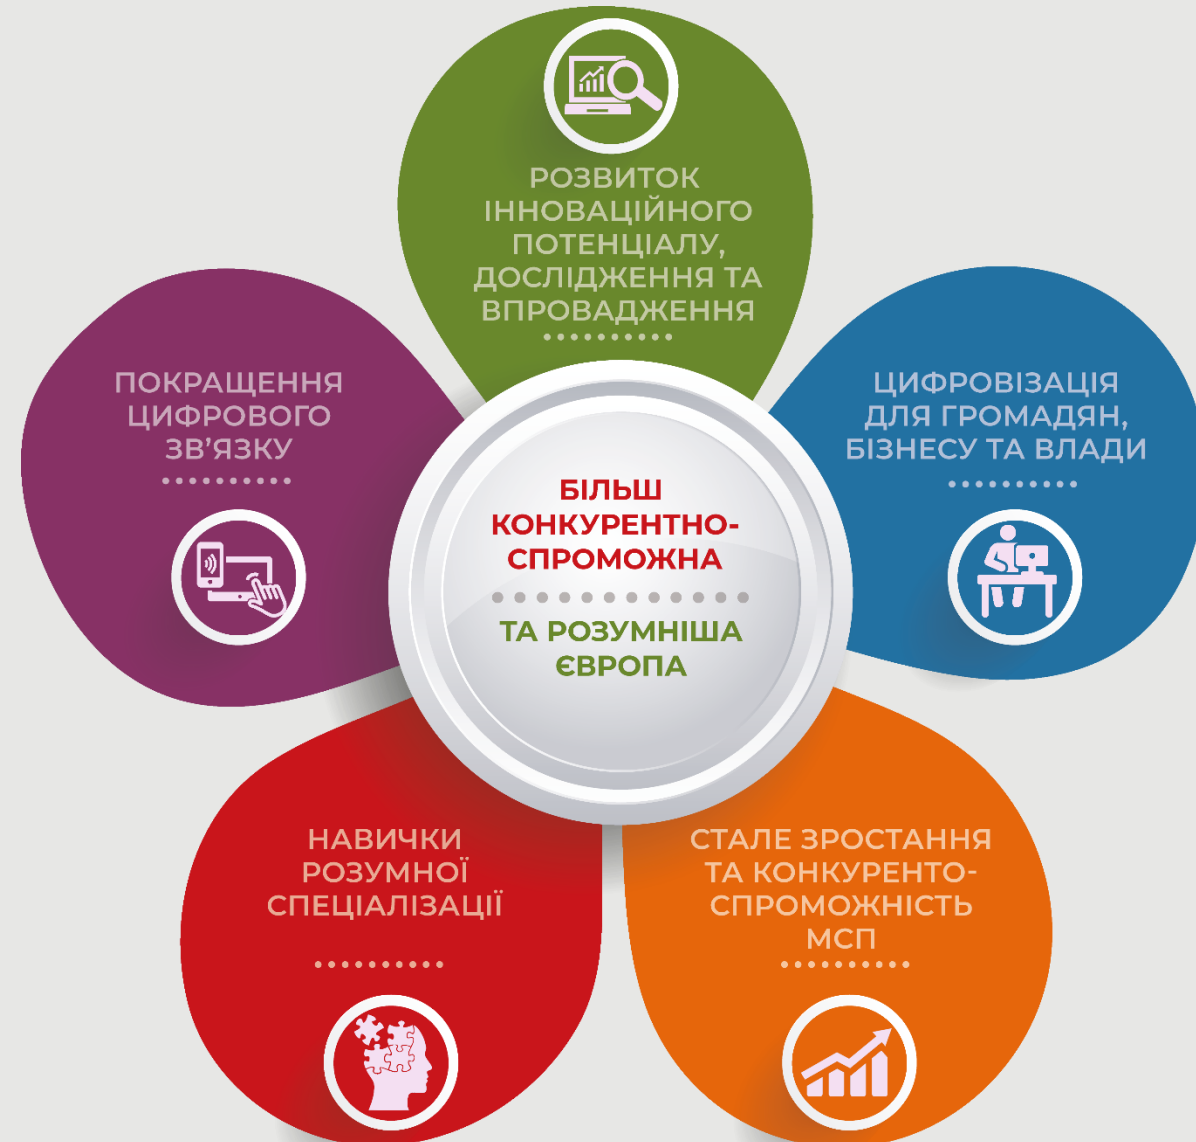 РОЗВИТОК
ІННОВАЦІЙНОГО
ПОТЕНЦІАЛУ,
ДОСЛІДЖЕННЯ ТА
ВПРОВАДЖЕННЯ
ПОКРАЩЕННЯ
ЦИФРОВОГО
ЗВ’ЯЗКУ
ЦИФРОВІЗАЦІЯ
ДЛЯ ГРОМАДЯН,
БІЗНЕСУ ТА ВЛАДИ
БІЛЬШ
КОНКУРЕНТНО-
СПРОМОЖНА
ТА РОЗУМНІША
ЄВРОПА
НАВИЧКИ
РОЗУМНОЇ
СПЕЦІАЛІЗАЦІЇ
СТАЛЕ ЗРОСТАННЯ
ТА КОНКУРЕНТО-
СПРОМОЖНІСТЬ
МСП